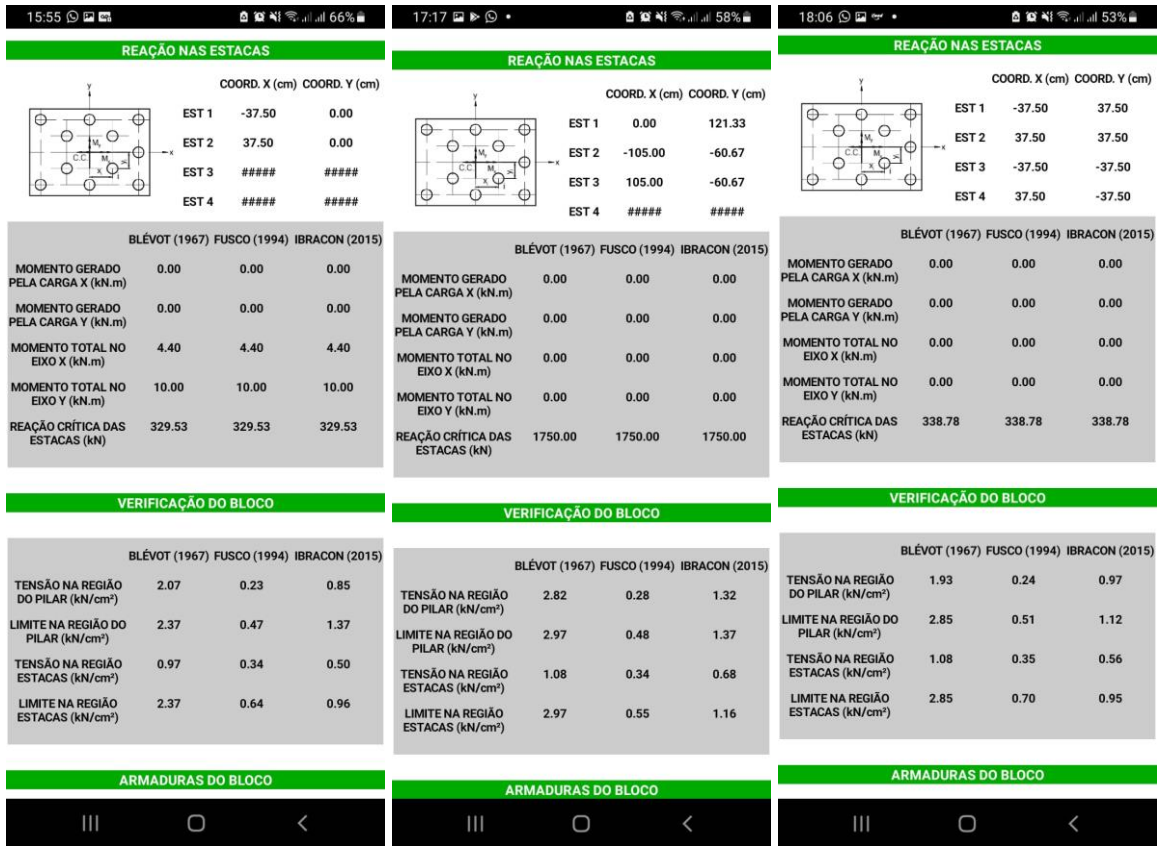 15:55 66%
REAÇÃO NAS ESTACAS
COORD. X (cm) COORD. Y (cm)
y
x
C.C.
EST 1 -37.50 0.00
EST 2 37.50 0.00
EST 3 ##### #####
EST 4 ##### #####
BLÉVOT (1967) FUSCO (1994) IBRACON (2015)
MOMENTO GERADO
PELA CARGA X (kN.m) 0.00 0.00 0.00
MOMENTO GERADO
PELA CARGA Y (kN.m) 0.00 0.00 0.00
MOMENTO TOTAL NO
EIXO X (kN.m) 4.40 4.40 4.40
MOMENTO TOTAL NO
EIXO Y (kN.m) 10.00 10.00 10.00
REAÇÃO CRÍTICA DAS
ESTACAS (kN) 329.53 329.53 329.53
VERIFICAÇÃO DO BLOCO
BLÉVOT (1967) FUSCO (1994) IBRACON (2015)
TENSÃO NA REGIÃO
DO PILAR (kN/cm²) 2.07 0.23 0.85
LIMITE NA REGIÃO DO
PILAR (kN/cm²) 2.37 0.47 1.37
TENSÃO NA REGIÃO
ESTACAS (kN/cm²) 0.97 0.34 0.50
LIMITE NA REGIÃO
ESTACAS (kN/cm²) 2.37 0.64 0.96
ARMADURAS DO BLOCO
17:17 58%
REAÇÃO NAS ESTACAS
COORD. X (cm) COORD. Y (cm)
y
x
C.C.
EST 1 0.00 121.33
EST 2 -105.00 -60.67
EST 3 105.00 -60.67
EST 4 ##### #####
BLÉVOT (1967) FUSCO (1994) IBRACON (2015)
MOMENTO GERADO
PELA CARGA X (kN.m) 0.00 0.00 0.00
MOMENTO GERADO
PELA CARGA Y (kN.m) 0.00 0.00 0.00
MOMENTO TOTAL NO
EIXO X (kN.m) 0.00 0.00 0.00
MOMENTO TOTAL NO
EIXO Y (kN.m) 0.00 0.00 0.00
REAÇÃO CRÍTICA DAS
ESTACAS (kN) 1750.00 1750.00 1750.00
VERIFICAÇÃO DO BLOCO
BLÉVOT (1967) FUSCO (1994) IBRACON (2015)
TENSÃO NA REGIÃO
DO PILAR (kN/cm²) 2.82 0.28 1.32
LIMITE NA REGIÃO DO
PILAR (kN/cm²) 2.97 0.48 1.37
TENSÃO NA REGIÃO
ESTACAS (kN/cm²) 1.08 0.34 0.68
LIMITE NA REGIÃO
ESTACAS (kN/cm²) 2.97 0.55 1.16
ARMADURAS DO BLOCO
18:06 53%
REAÇÃO NAS ESTACAS
COORD. X (cm) COORD. Y (cm)
y
x
C.C.
EST 1 -37.50 37.50
EST 2 37.50 37.50
EST 3 -37.50 -37.50
EST 4 37.50 -37.50
BLÉVOT (1967) FUSCO (1994) IBRACON (2015)
MOMENTO GERADO
PELA CARGA X (kN.m) 0.00 0.00 0.00
MOMENTO GERADO
PELA CARGA Y (kN.m) 0.00 0.00 0.00
MOMENTO TOTAL NO
EIXO X (kN.m) 0.00 0.00 0.00
MOMENTO TOTAL NO
EIXO Y (kN.m) 0.00 0.00 0.00
REAÇÃO CRÍTICA DAS
ESTACAS (kN) 338.78 338.78 338.78
VERIFICAÇÃO DO BLOCO
BLÉVOT (1967) FUSCO (1994) IBRACON (2015)
TENSÃO NA REGIÃO
DO PILAR (kN/cm²) 1.93 0.24 0.97
LIMITE NA REGIÃO DO
PILAR (kN/cm²) 2.85 0.51 1.12
TENSÃO NA REGIÃO
ESTACAS (kN/cm²) 1.08 0.35 0.56
LIMITE NA REGIÃO
ESTACAS (kN/cm²) 2.85 0.70 0.95
ARMADURAS DO BLOCO